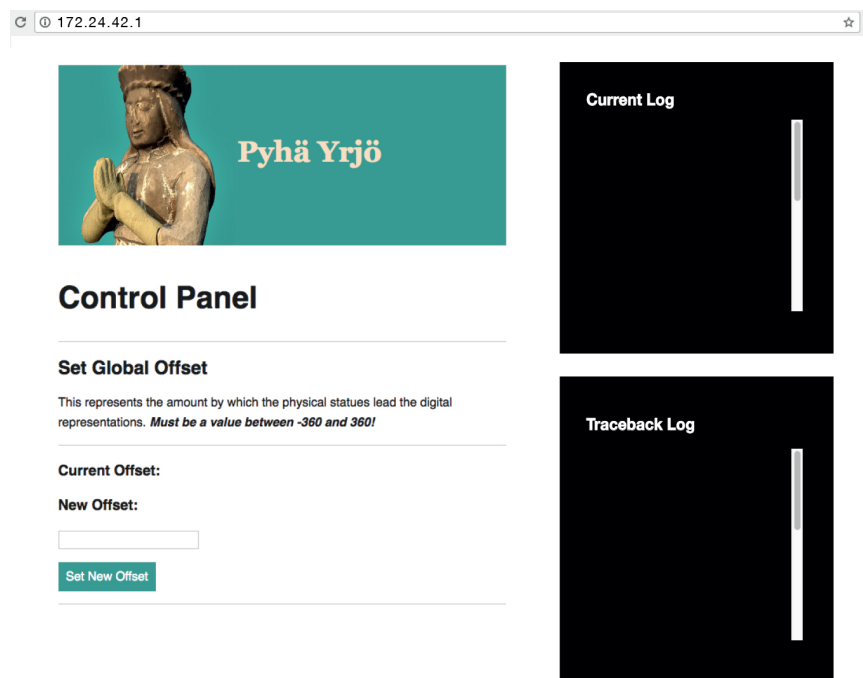 172.24.42.1
Pyhä Yrjö
Control Panel
Set Global Offset
This represents the amount by which the physical statues lead the digital
representations. Must be a value between -360 and 360!
Current Offset:
New Offset:
Set New Offset
Current Log
Traceback Log